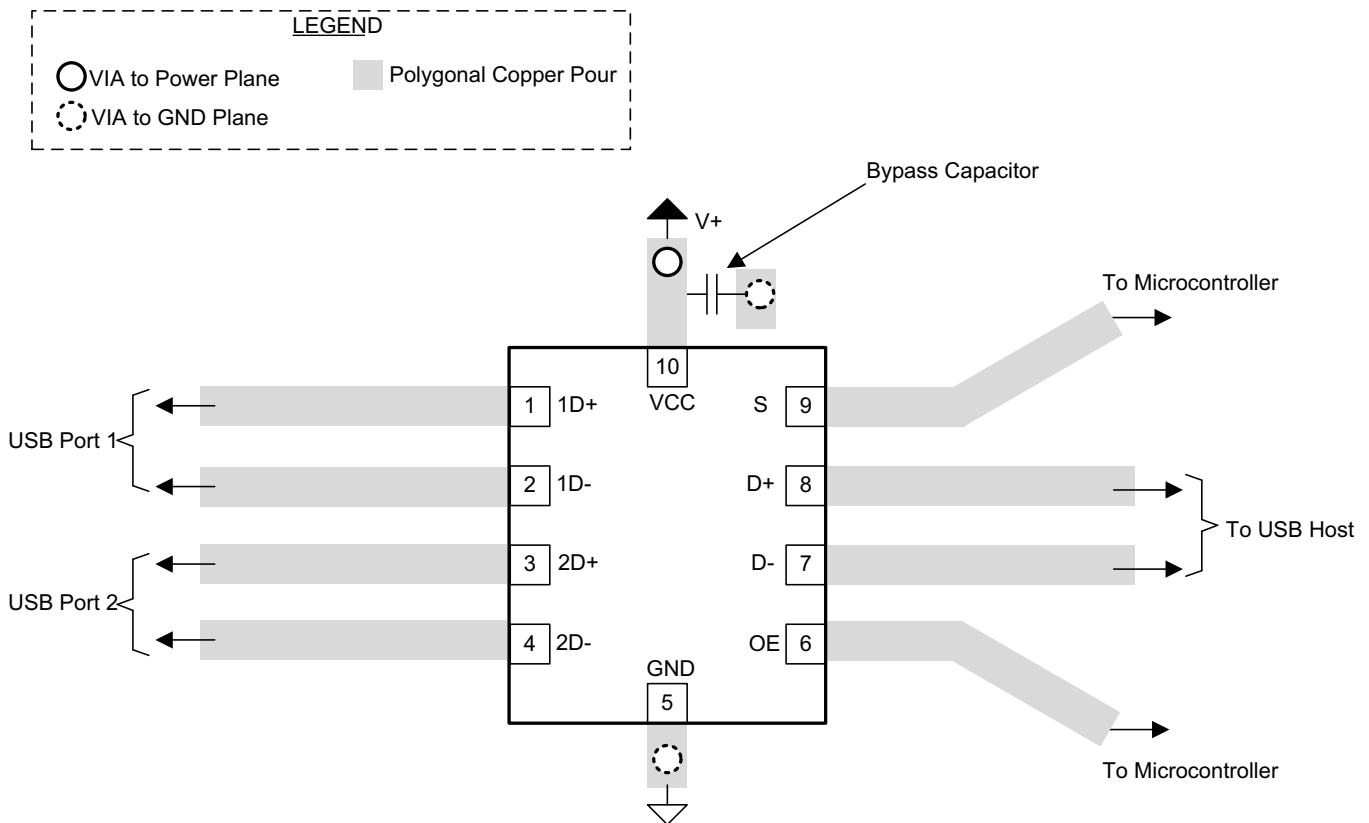 LEGEND
VIA to Power Plane
Polygonal Copper Pour
VIA to GND Plane
Bypass Capacitor
V+
To Microcontroller
10
VCC
1 1D+
S 9
USB Port 1
2 1D-
D+ 8
To USB Host
3 2D+
D- 7
USB Port 2
4 2D-
OE 6
GND
5
To Microcontroller